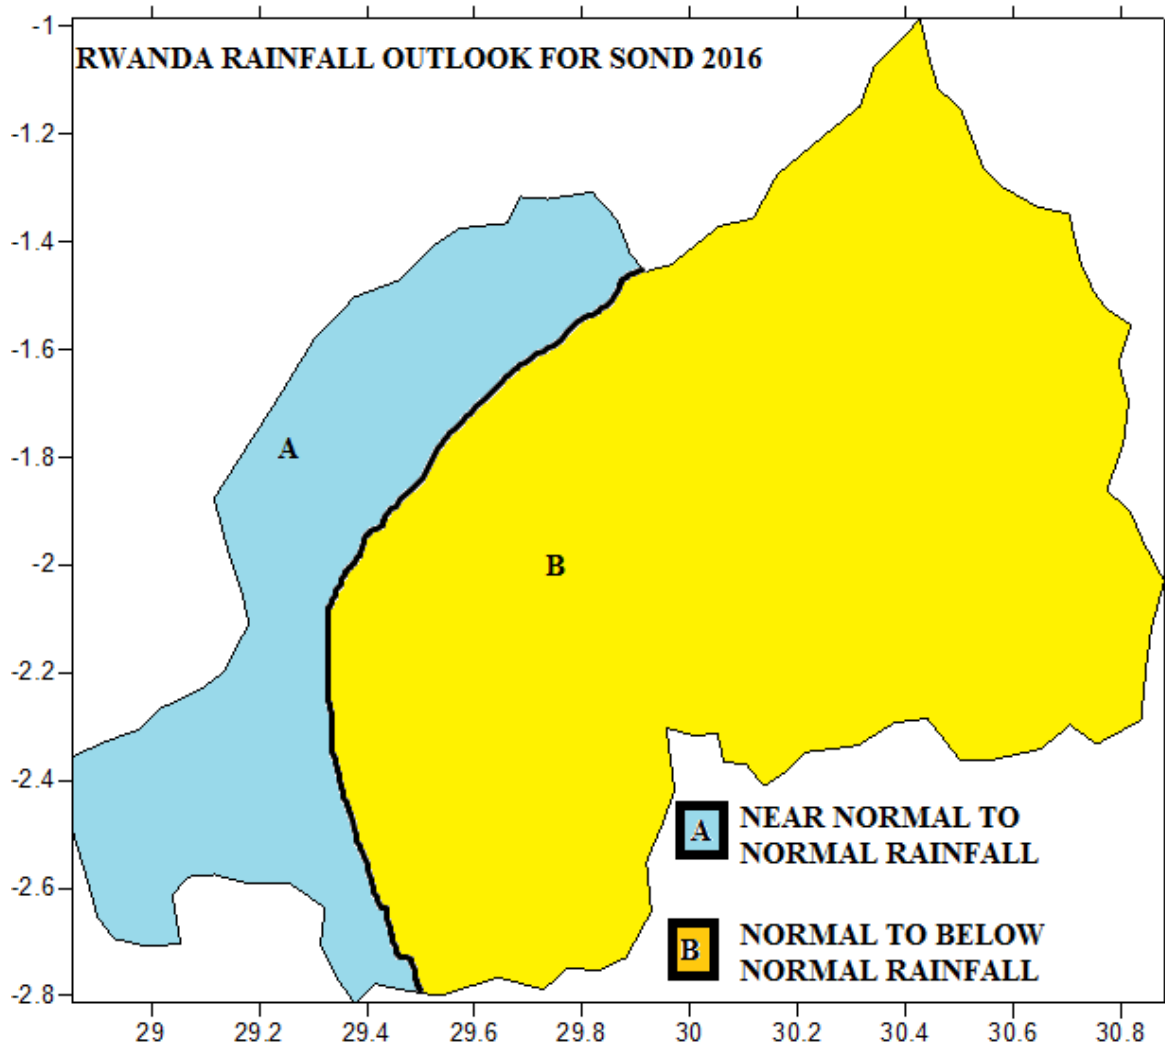 -1
RWANDA RAINFALL OUTLOOK FOR SOND 2016
-1.2
-1.4
-1.6
-1.8
A
-2
B
-2.2
-2.4
A NEAR NORMAL TO
NORMAL RAINFALL
-2.6
B NORMAL TO BELOW
NORMAL RAINFALL
-2.8
29 29.2 29.4 29.6 29.8 30 30.2 30.4 30.6 30.8